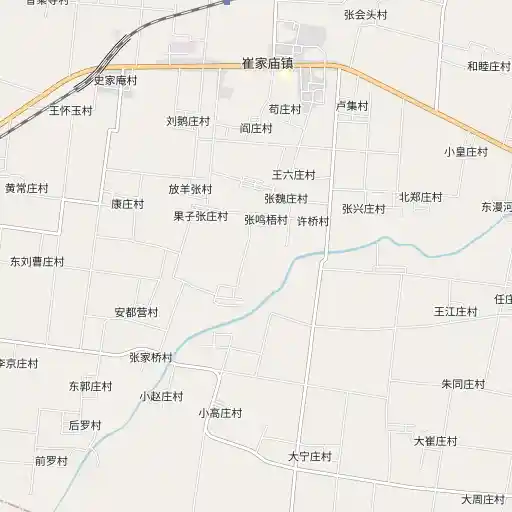 张会头村
崔家庙镇
和睦庄村
史家庵村
王怀玉村
苟庄村
卢集村
刘鹅庄村
阎庄村
小皇庄村
王六庄村
黄常庄村
放羊张村
张魏庄村
北郑庄村
康庄村
果子张庄村
张鸣梧村
许桥村
张兴庄村
东漫河
东刘曹庄村
任庄
安都营村
王江庄村
张家桥村
李京庄村
东郭庄村
小赵庄村
朱同庄村
小高庄村
后罗村
大崔庄村
前罗村
大宁庄村
大周庄村